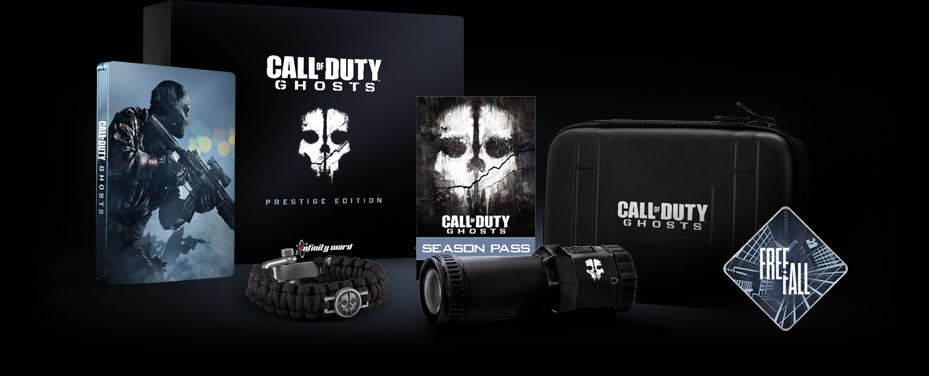 CALL OF DUTY
GHOSTS
CALL OF DUTY
GHOSTS
PRESTIGE EDITION
infinity ward
CALL OF DUTY
GHOSTS
SEASON PASS
CALL OF DUTY
GHOSTS
FREE
FALL